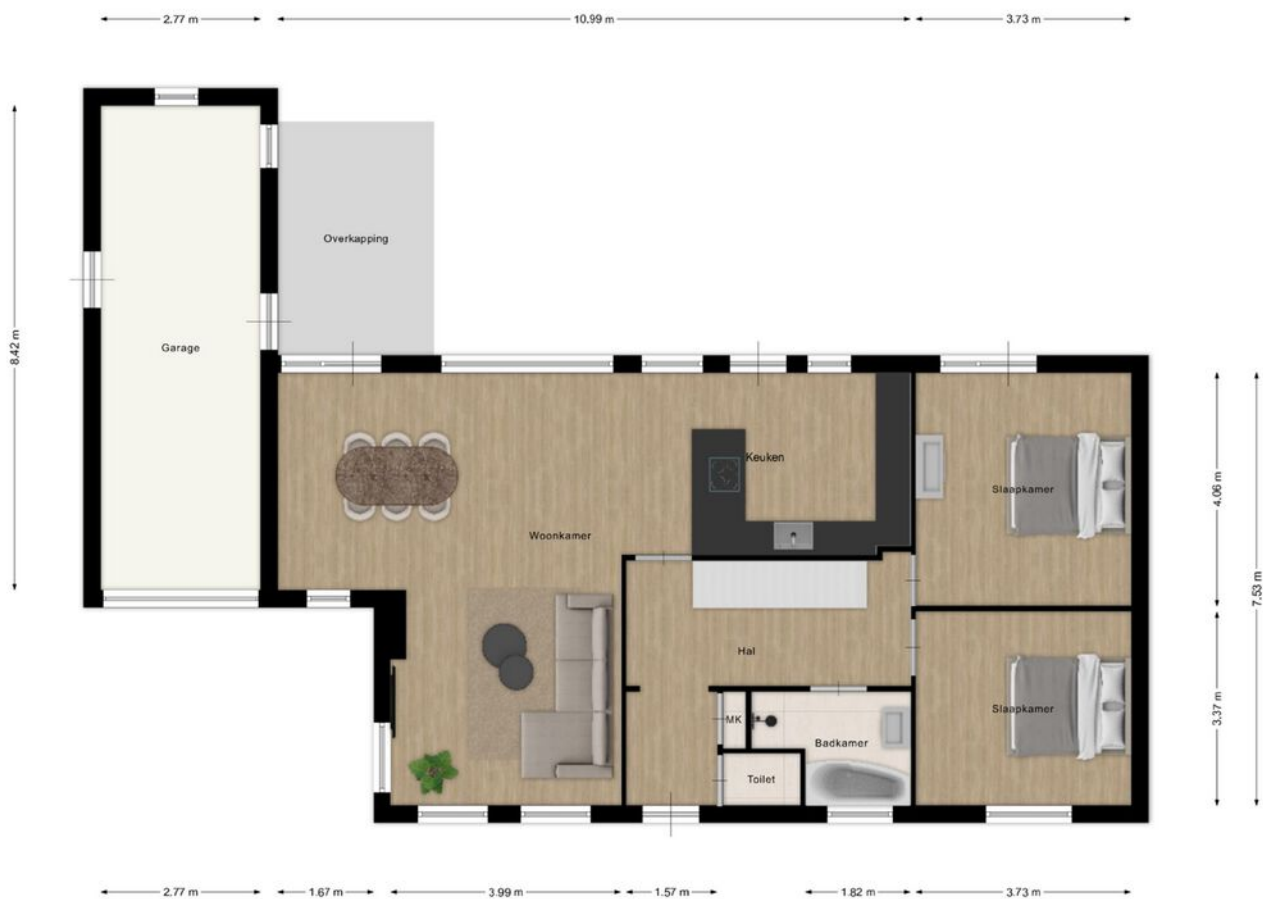 2.77 m
10.99 m
3.73 m
8.42 m
Overkapping
Garage
Keuken
Woonkamer
Slaapkamer
4.06 m
7.53 m
Hal
Slaapkamer
3.37 m
MK
Badkamer
Toilet
2.77 m
1.67 m
3.99 m
1.57 m
1.82 m
3.73 m